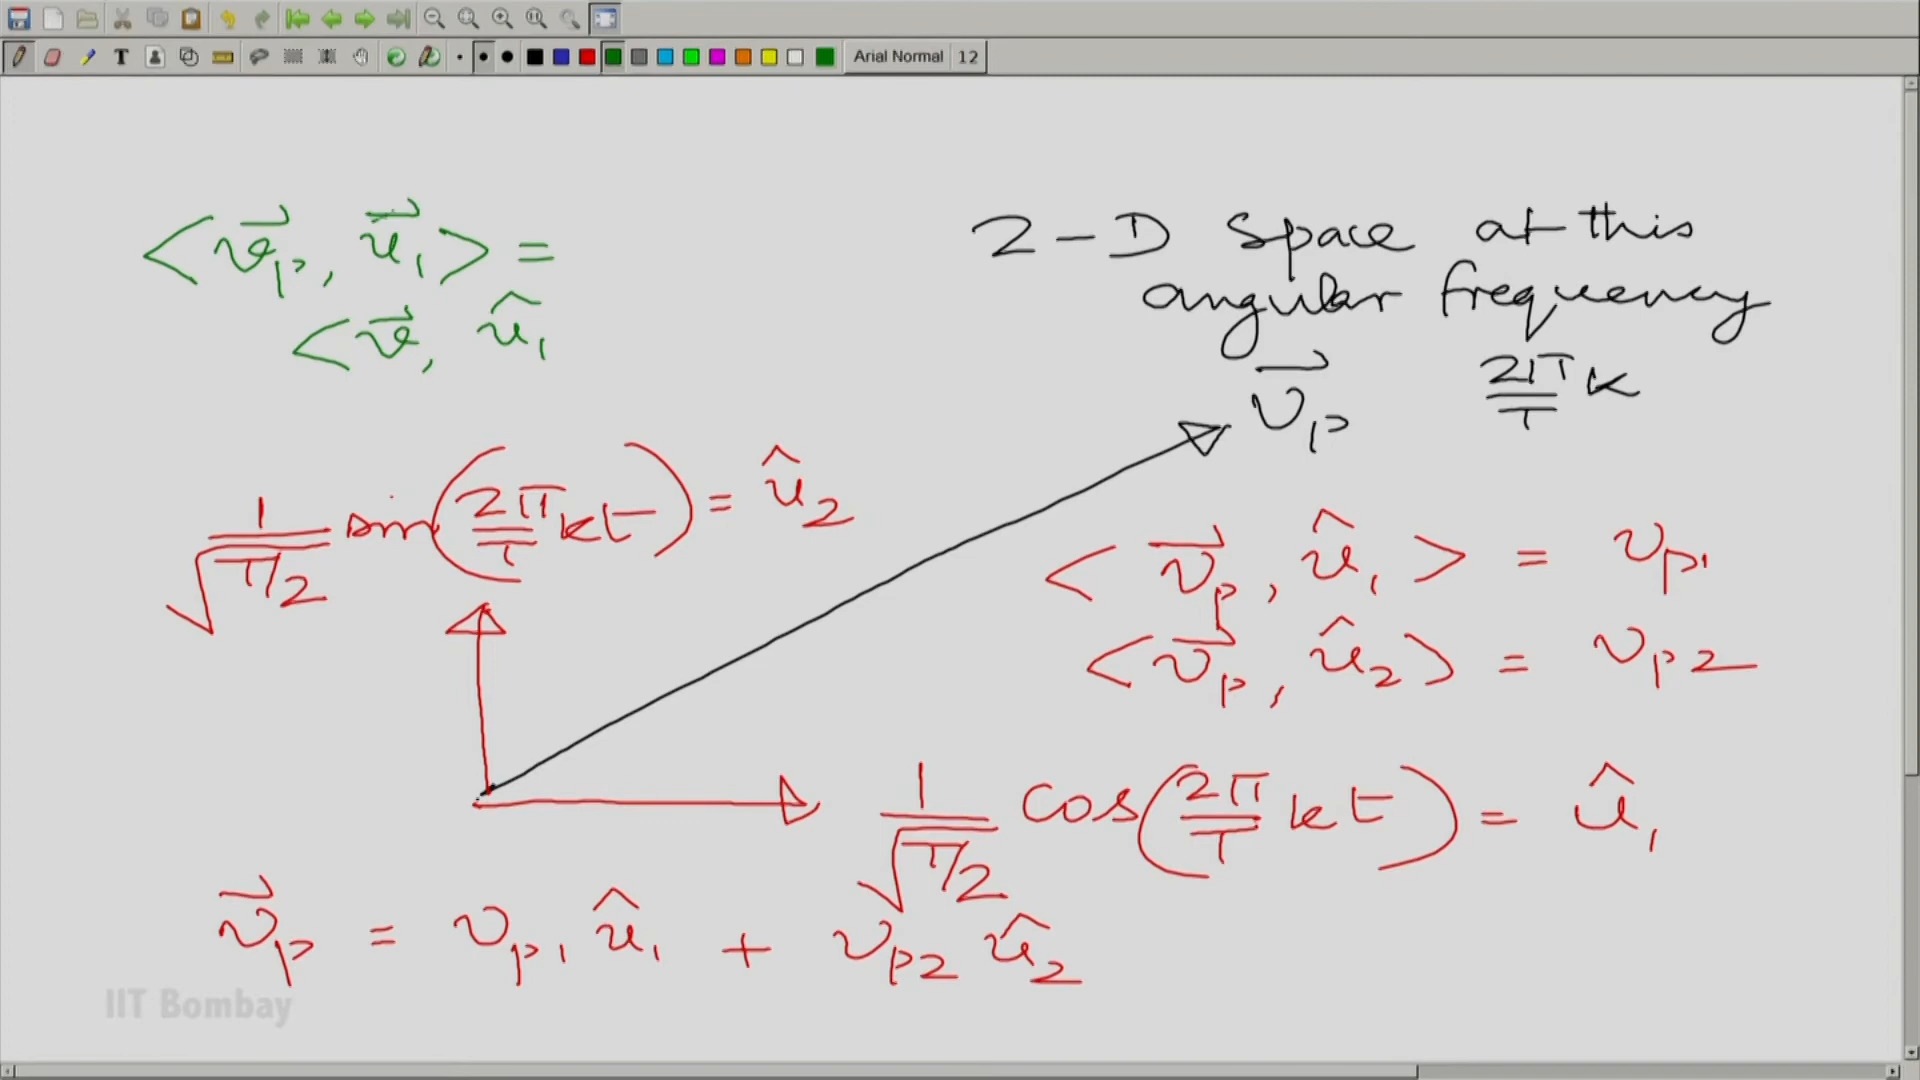 Arial Normal 12
<v⃗p, u⃗1> =
<v⃗, û1
2-D Space at this
angular frequency
v⃗p 2π/T k
1/√(T/2) sin(2π/T kt) = û2
<v⃗p, û1> = vp1
<v⃗p, û2> = vp2
1/√(T/2) cos(2π/T kt) = û1
v⃗p = vp1 û1 + vp2 û2
IIT Bombay